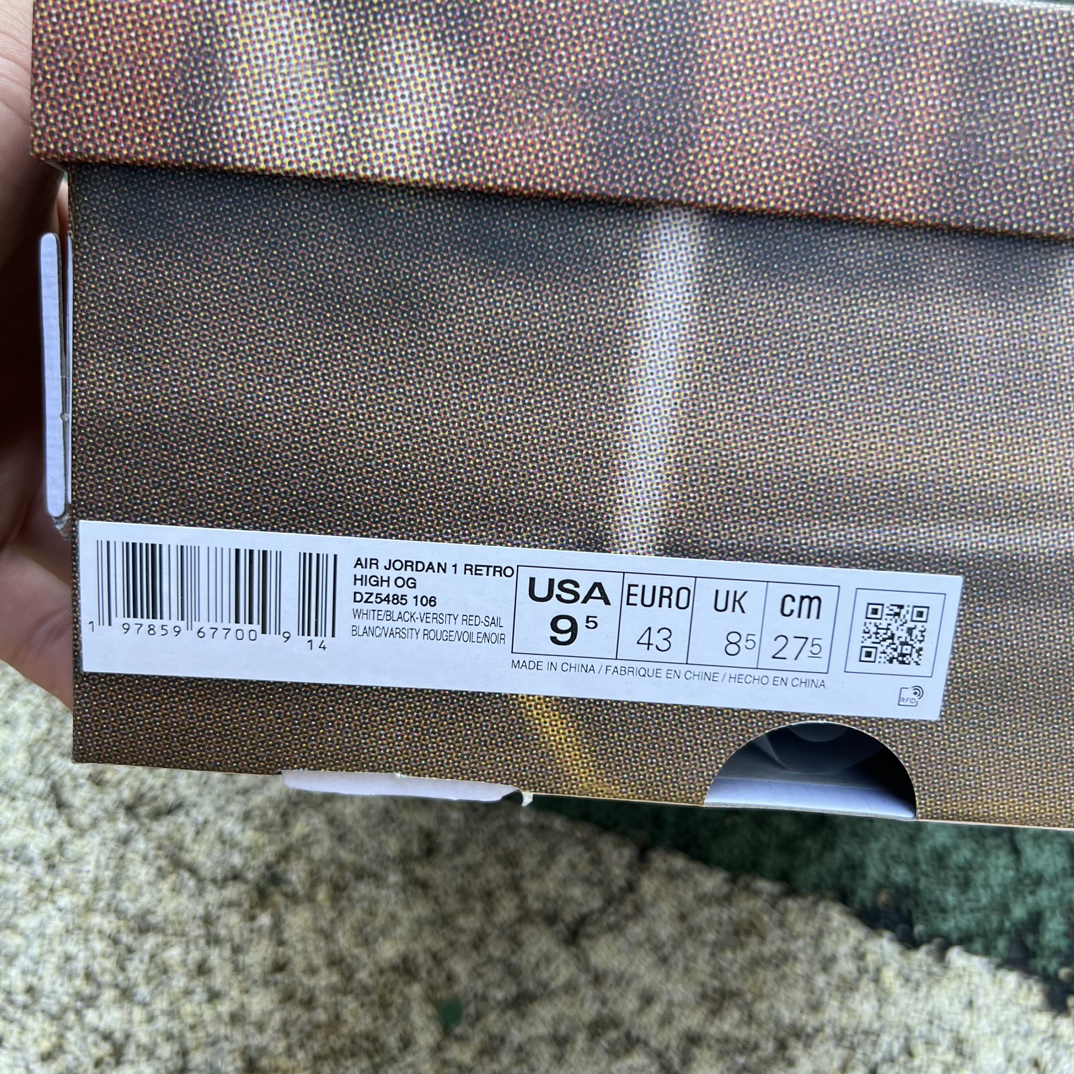 AIR JORDAN 1 RETRO
HIGH OG
DZ5485 106
WHITE/BLACK-VERSITY RED-SAIL
BLANC/VARSITY ROUGE/VOILE/NOIR
1 97859 67700 9
14
USA EURO UK cm
9 5 43 8 5 27 5
MADE IN CHINA / FABRIQUE EN CHINE / HECHO EN CHINA
RFID